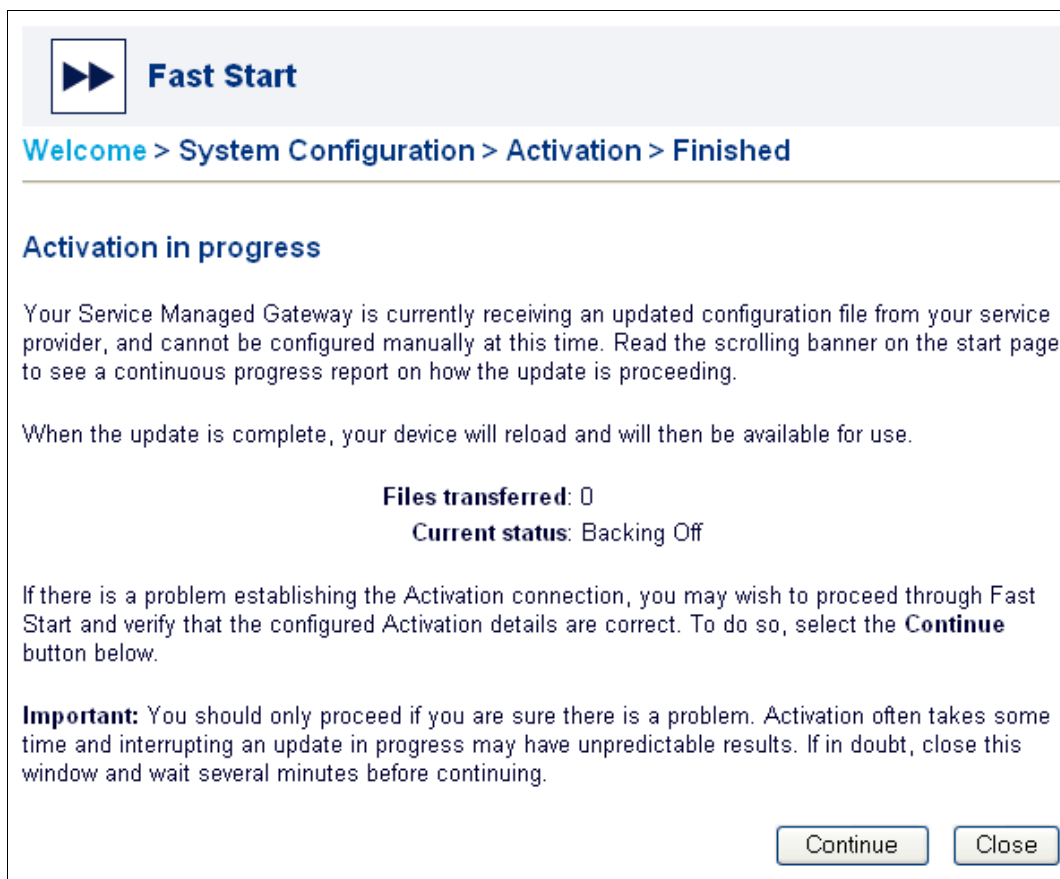 Fast Start
Welcome > System Configuration > Activation > Finished
Activation in progress
Your Service Managed Gateway is currently receiving an updated configuration file from your service
provider, and cannot be configured manually at this time. Read the scrolling banner on the start page
to see a continuous progress report on how the update is proceeding.
When the update is complete, your device will reload and will then be available for use.
Files transferred: 0
Current status: Backing Off
If there is a problem establishing the Activation connection, you may wish to proceed through Fast
Start and verify that the configured Activation details are correct. To do so, select the Continue
button below.
Important: You should only proceed if you are sure there is a problem. Activation often takes some
time and interrupting an update in progress may have unpredictable results. If in doubt, close this
window and wait several minutes before continuing.
Continue Close